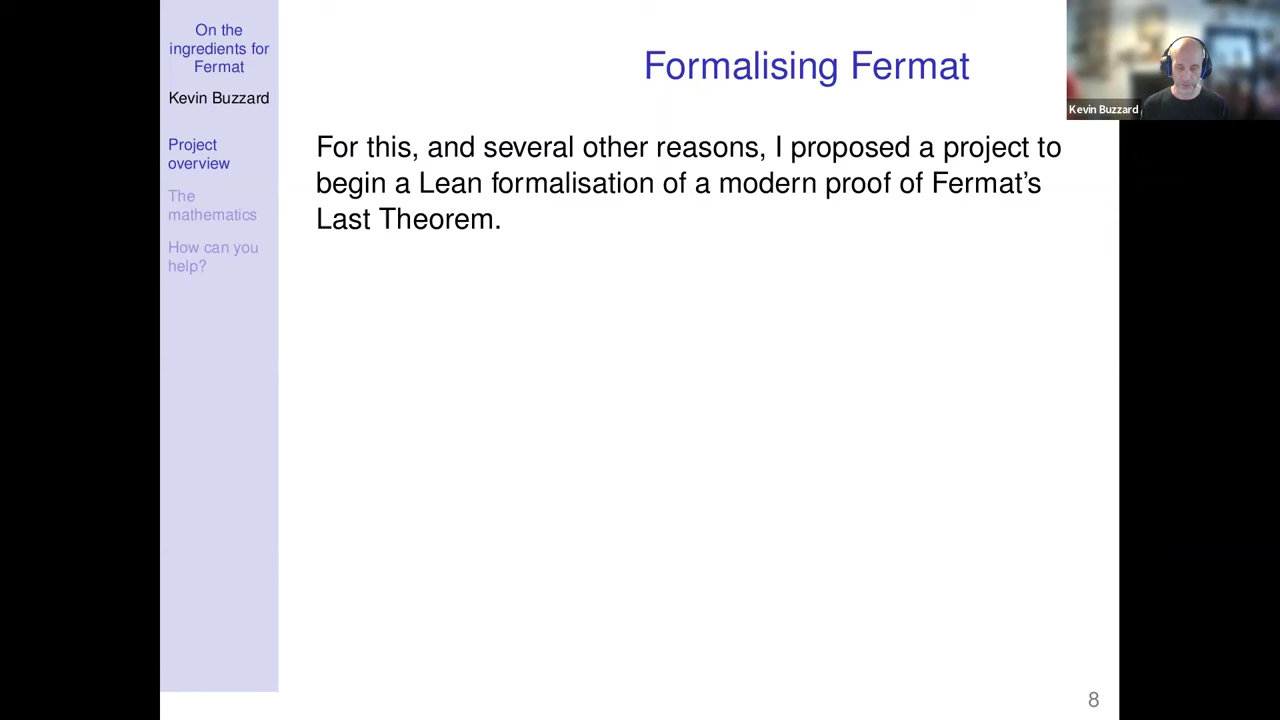 On the
ingredients for
Fermat
Kevin Buzzard
Project
overview
The
mathematics
How can you
help?
Formalising Fermat
For this, and several other reasons, I proposed a project to
begin a Lean formalisation of a modern proof of Fermat's
Last Theorem.
Kevin Buzzard
8